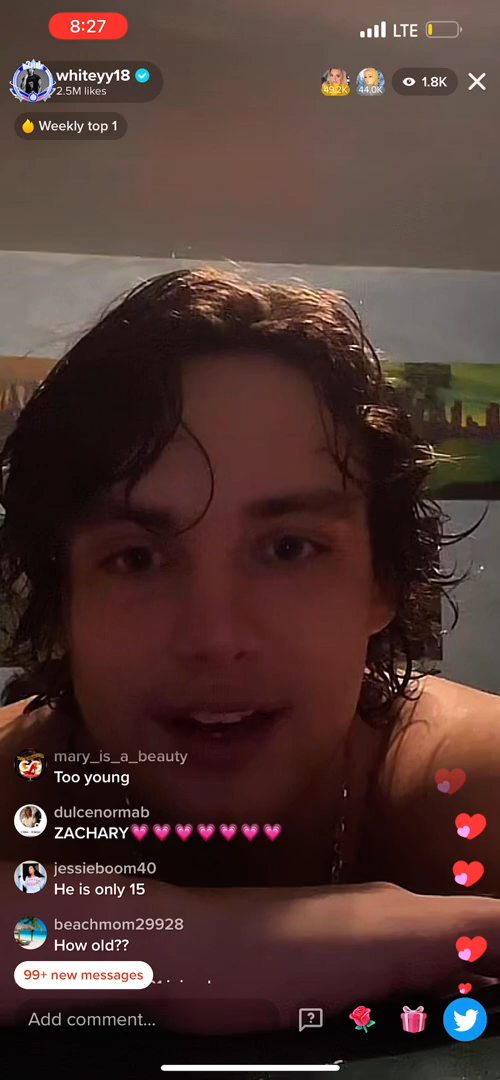 8:27
LTE
whiteyy18
2.5M likes
49.2K
44.0K
1.8K
Weekly top 1
mary_is_a_beauty
Too young
dulcenormab
ZACHARY💗💗💗💗💗💗💗
jessieboom40
He is only 15
beachmom29928
How old??
99+ new messages
Add comment...